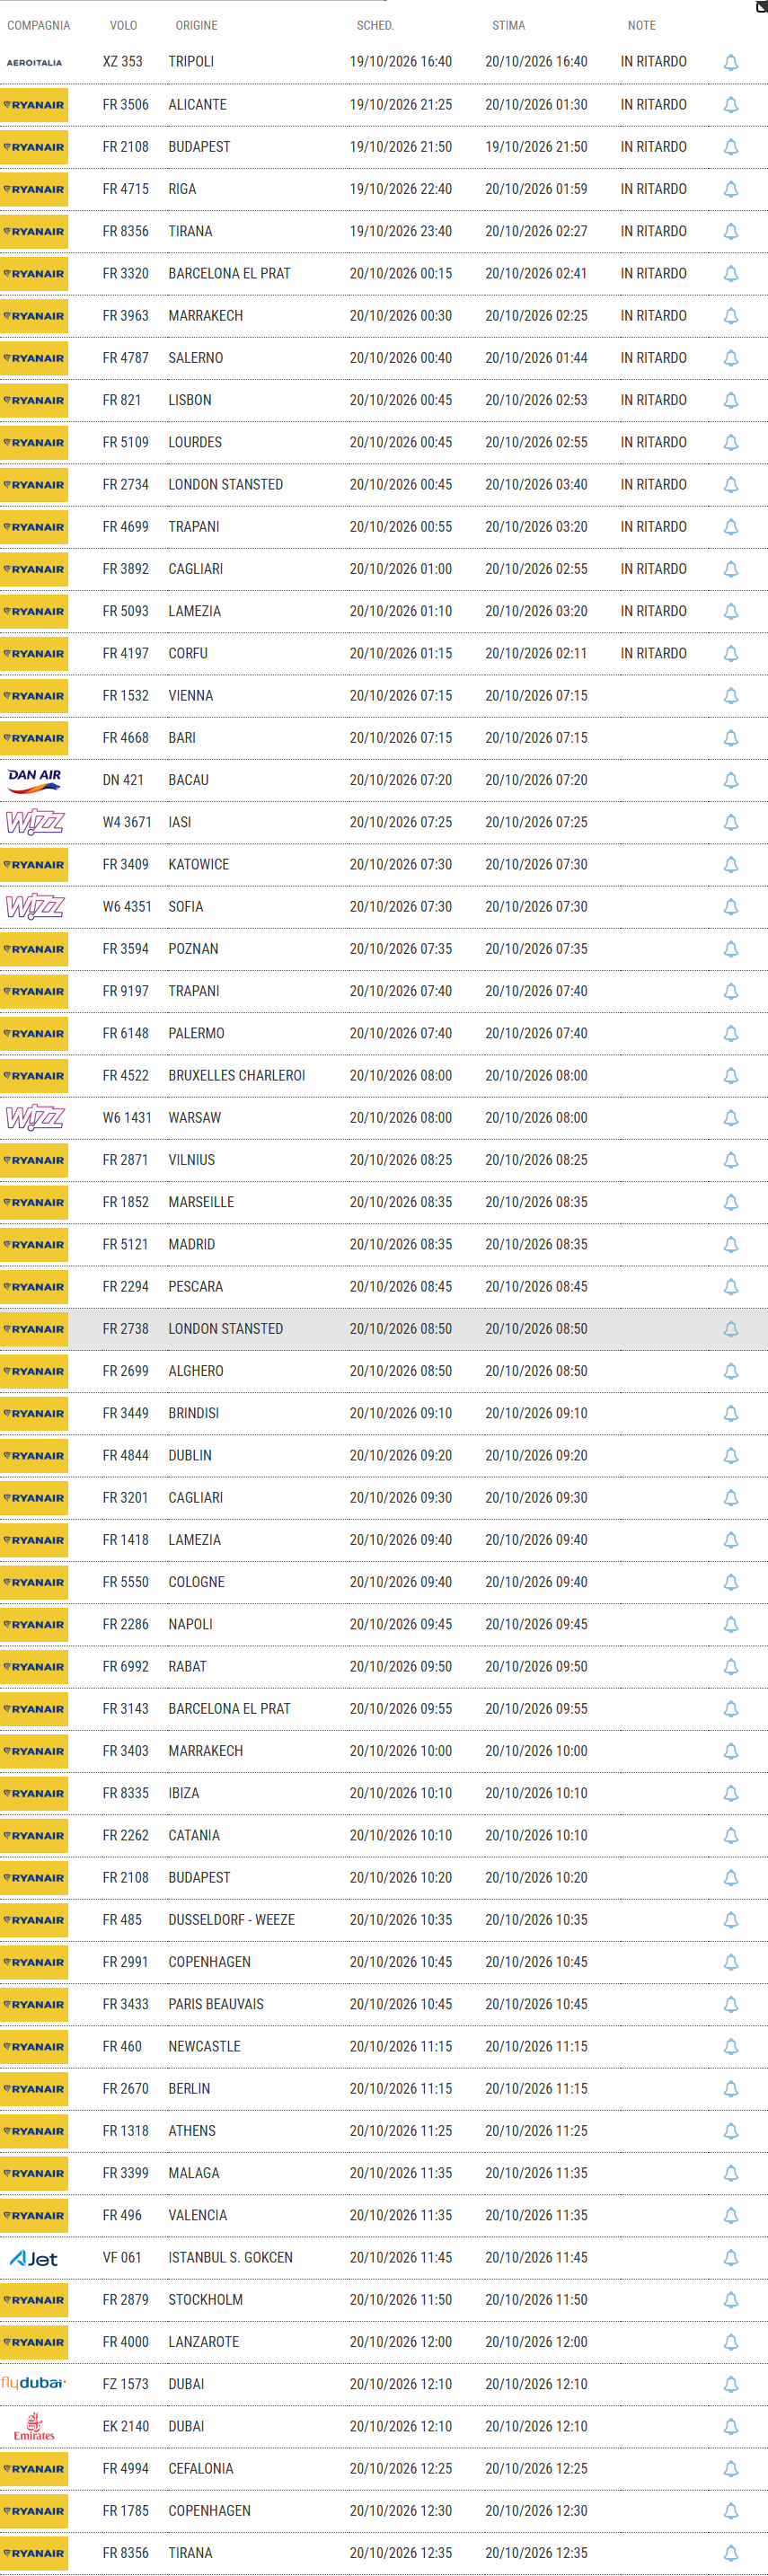 COMPAGNIA VOLO ORIGINE SCHED. STIMA NOTE
AEROITALIA XZ 353 TRIPOLI 19/10/2026 16:40 20/10/2026 16:40 IN RITARDO
RYANAIR FR 3506 ALICANTE 19/10/2026 21:25 20/10/2026 01:30 IN RITARDO
RYANAIR FR 2108 BUDAPEST 19/10/2026 21:50 19/10/2026 21:50 IN RITARDO
RYANAIR FR 4715 RIGA 19/10/2026 22:40 20/10/2026 01:59 IN RITARDO
RYANAIR FR 8356 TIRANA 19/10/2026 23:40 20/10/2026 02:27 IN RITARDO
RYANAIR FR 3320 BARCELONA EL PRAT 20/10/2026 00:15 20/10/2026 02:41 IN RITARDO
RYANAIR FR 3963 MARRAKECH 20/10/2026 00:30 20/10/2026 02:25 IN RITARDO
RYANAIR FR 4787 SALERNO 20/10/2026 00:40 20/10/2026 01:44 IN RITARDO
RYANAIR FR 821 LISBON 20/10/2026 00:45 20/10/2026 02:53 IN RITARDO
RYANAIR FR 5109 LOURDES 20/10/2026 00:45 20/10/2026 02:55 IN RITARDO
RYANAIR FR 2734 LONDON STANSTED 20/10/2026 00:45 20/10/2026 03:40 IN RITARDO
RYANAIR FR 4699 TRAPANI 20/10/2026 00:55 20/10/2026 03:20 IN RITARDO
RYANAIR FR 3892 CAGLIARI 20/10/2026 01:00 20/10/2026 02:55 IN RITARDO
RYANAIR FR 5093 LAMEZIA 20/10/2026 01:10 20/10/2026 03:20 IN RITARDO
RYANAIR FR 4197 CORFU 20/10/2026 01:15 20/10/2026 02:11 IN RITARDO
RYANAIR FR 1532 VIENNA 20/10/2026 07:15 20/10/2026 07:15
RYANAIR FR 4668 BARI 20/10/2026 07:15 20/10/2026 07:15
DAN AIR DN 421 BACAU 20/10/2026 07:20 20/10/2026 07:20
WIZZ W4 3671 IASI 20/10/2026 07:25 20/10/2026 07:25
RYANAIR FR 3409 KATOWICE 20/10/2026 07:30 20/10/2026 07:30
WIZZ W6 4351 SOFIA 20/10/2026 07:30 20/10/2026 07:30
RYANAIR FR 3594 POZNAN 20/10/2026 07:35 20/10/2026 07:35
RYANAIR FR 9197 TRAPANI 20/10/2026 07:40 20/10/2026 07:40
RYANAIR FR 6148 PALERMO 20/10/2026 07:40 20/10/2026 07:40
RYANAIR FR 4522 BRUXELLES CHARLEROI 20/10/2026 08:00 20/10/2026 08:00
WIZZ W6 1431 WARSAW 20/10/2026 08:00 20/10/2026 08:00
RYANAIR FR 2871 VILNIUS 20/10/2026 08:25 20/10/2026 08:25
RYANAIR FR 1852 MARSEILLE 20/10/2026 08:35 20/10/2026 08:35
RYANAIR FR 5121 MADRID 20/10/2026 08:35 20/10/2026 08:35
RYANAIR FR 2294 PESCARA 20/10/2026 08:45 20/10/2026 08:45
RYANAIR FR 2738 LONDON STANSTED 20/10/2026 08:50 20/10/2026 08:50
RYANAIR FR 2699 ALGHERO 20/10/2026 08:50 20/10/2026 08:50
RYANAIR FR 3449 BRINDISI 20/10/2026 09:10 20/10/2026 09:10
RYANAIR FR 4844 DUBLIN 20/10/2026 09:20 20/10/2026 09:20
RYANAIR FR 3201 CAGLIARI 20/10/2026 09:30 20/10/2026 09:30
RYANAIR FR 1418 LAMEZIA 20/10/2026 09:40 20/10/2026 09:40
RYANAIR FR 5550 COLOGNE 20/10/2026 09:40 20/10/2026 09:40
RYANAIR FR 2286 NAPOLI 20/10/2026 09:45 20/10/2026 09:45
RYANAIR FR 6992 RABAT 20/10/2026 09:50 20/10/2026 09:50
RYANAIR FR 3143 BARCELONA EL PRAT 20/10/2026 09:55 20/10/2026 09:55
RYANAIR FR 3403 MARRAKECH 20/10/2026 10:00 20/10/2026 10:00
RYANAIR FR 8335 IBIZA 20/10/2026 10:10 20/10/2026 10:10
RYANAIR FR 2262 CATANIA 20/10/2026 10:10 20/10/2026 10:10
RYANAIR FR 2108 BUDAPEST 20/10/2026 10:20 20/10/2026 10:20
RYANAIR FR 485 DUSSELDORF - WEEZE 20/10/2026 10:35 20/10/2026 10:35
RYANAIR FR 2991 COPENHAGEN 20/10/2026 10:45 20/10/2026 10:45
RYANAIR FR 3433 PARIS BEAUVAIS 20/10/2026 10:45 20/10/2026 10:45
RYANAIR FR 460 NEWCASTLE 20/10/2026 11:15 20/10/2026 11:15
RYANAIR FR 2670 BERLIN 20/10/2026 11:15 20/10/2026 11:15
RYANAIR FR 1318 ATHENS 20/10/2026 11:25 20/10/2026 11:25
RYANAIR FR 3399 MALAGA 20/10/2026 11:35 20/10/2026 11:35
RYANAIR FR 496 VALENCIA 20/10/2026 11:35 20/10/2026 11:35
AJet VF 061 ISTANBUL S. GOKCEN 20/10/2026 11:45 20/10/2026 11:45
RYANAIR FR 2879 STOCKHOLM 20/10/2026 11:50 20/10/2026 11:50
RYANAIR FR 4000 LANZAROTE 20/10/2026 12:00 20/10/2026 12:00
flydubai FZ 1573 DUBAI 20/10/2026 12:10 20/10/2026 12:10
Emirates EK 2140 DUBAI 20/10/2026 12:10 20/10/2026 12:10
RYANAIR FR 4994 CEFALONIA 20/10/2026 12:25 20/10/2026 12:25
RYANAIR FR 1785 COPENHAGEN 20/10/2026 12:30 20/10/2026 12:30
RYANAIR FR 8356 TIRANA 20/10/2026 12:35 20/10/2026 12:35